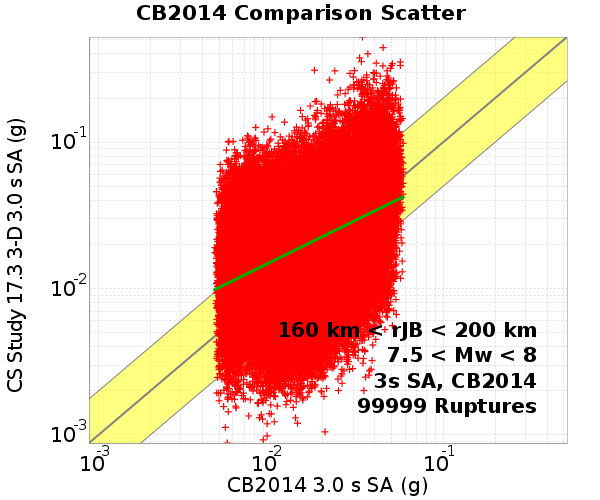 CB2014 Comparison Scatter
CS Study 17.3 3-D 3.0 s SA (g)
10-1
10-2
10-3
160 km < rJB < 200 km
7.5 < Mw < 8
3s SA, CB2014
99999 Ruptures
10-3 10-2 10-1
CB2014 3.0 s SA (g)